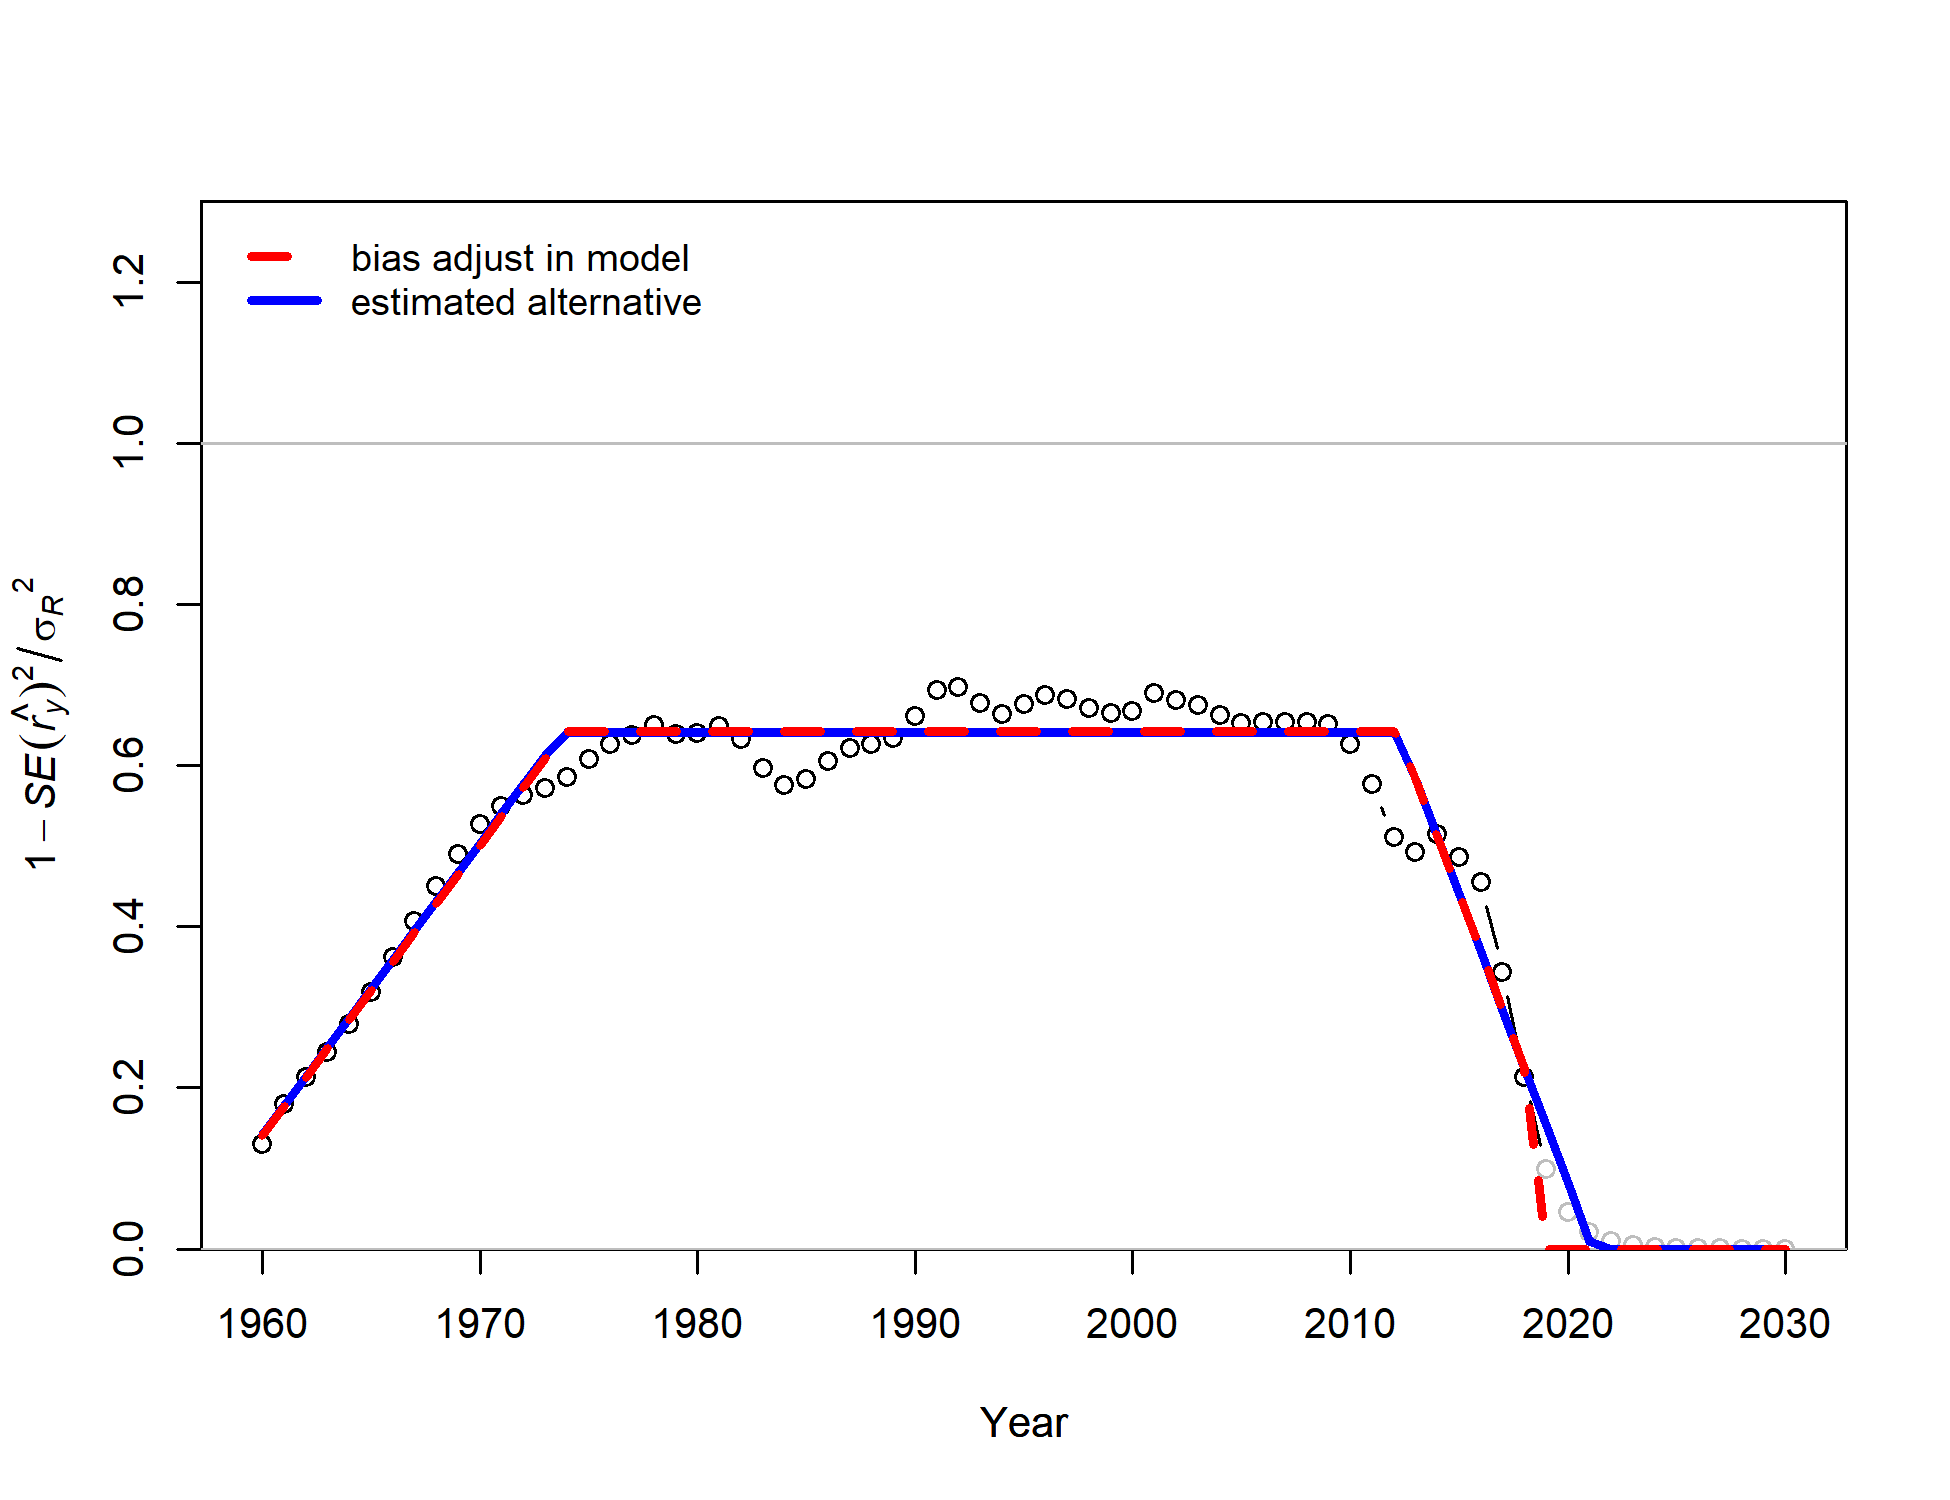 bias adjust in model
estimated alternative
1.2
1.0
0.8
0.6
0.4
0.2
0.0
1 − SE(r̂y)² / σR²
1960 1970 1980 1990 2000 2010 2020 2030
Year